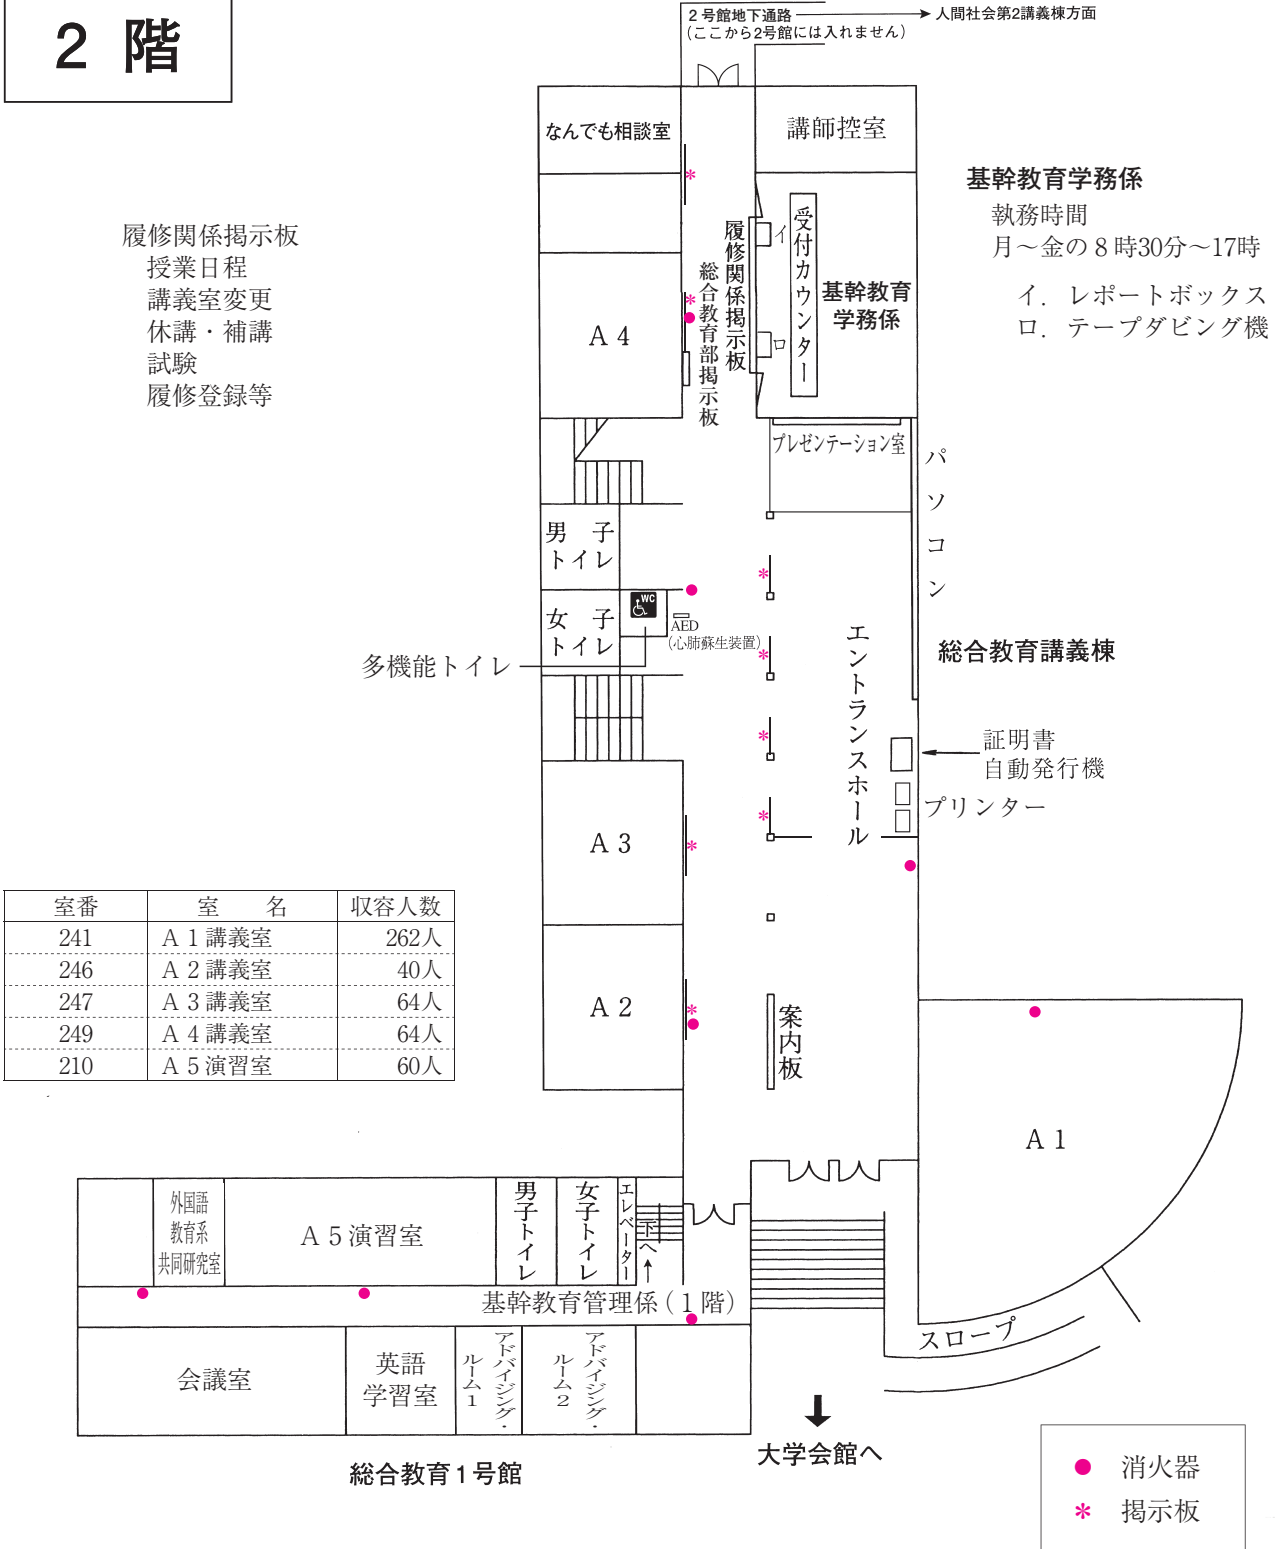 2 階
2号館地下通路
人間社会第2講義棟方面
(ここから2号館には入れません)
なんでも相談室
講師控室
基幹教育学務係
執務時間
月～金の8時30分～17時
イ．レポートボックス
ロ．テープダビング機
履修関係掲示板
授業日程
講義室変更
休講・補講
試験
履修登録等
履修関係掲示板
総合教育部掲示板
イ
ロ
受付カウンター
基幹教育
学務係
A 4
プレゼンテーション室
パソコン
男 子
トイレ
女 子
トイレ
WC
AED
(心肺蘇生装置)
多機能トイレ
エントランスホール
総合教育講義棟
証明書
自動発行機
プリンター
A 3
A 2
案内板
A 1
室番 室 名 収容人数
241 A 1 講義室 262人
246 A 2 講義室 40人
247 A 3 講義室 64人
249 A 4 講義室 64人
210 A 5 演習室 60人
外国語
教育系
共同研究室
A 5 演習室
男子トイレ
女子トイレ
エレベーター
下へ
基幹教育管理係(1階)
会議室
英語
学習室
アドバイジング・
ルーム1
アドバイジング・
ルーム2
スロープ
大学会館へ
総合教育1号館
消火器
掲示板